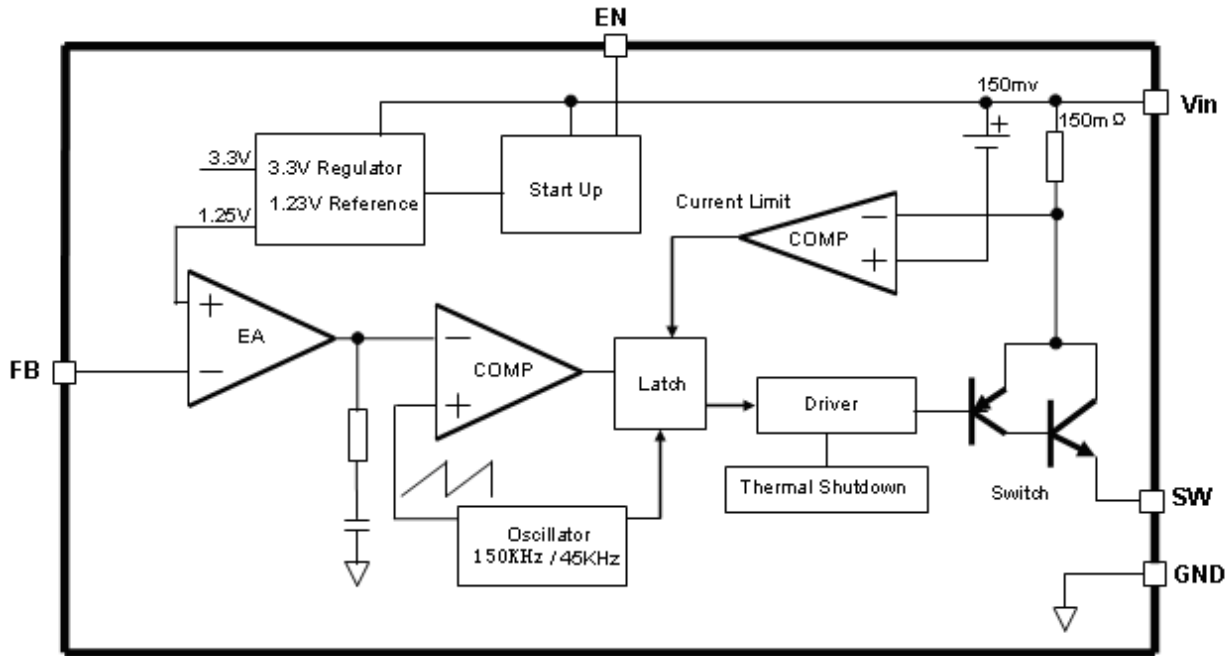 EN
150mv
Vin
150mΩ
3.3V
3.3V Regulator
1.23V Reference
Start Up
1.25V
Current Limit
−
COMP
+
+
+
EA
−
FB
−
COMP
+
Latch
Driver
Thermal Shutdown
Switch
SW
Oscillator
150KHz / 45KHz
GND